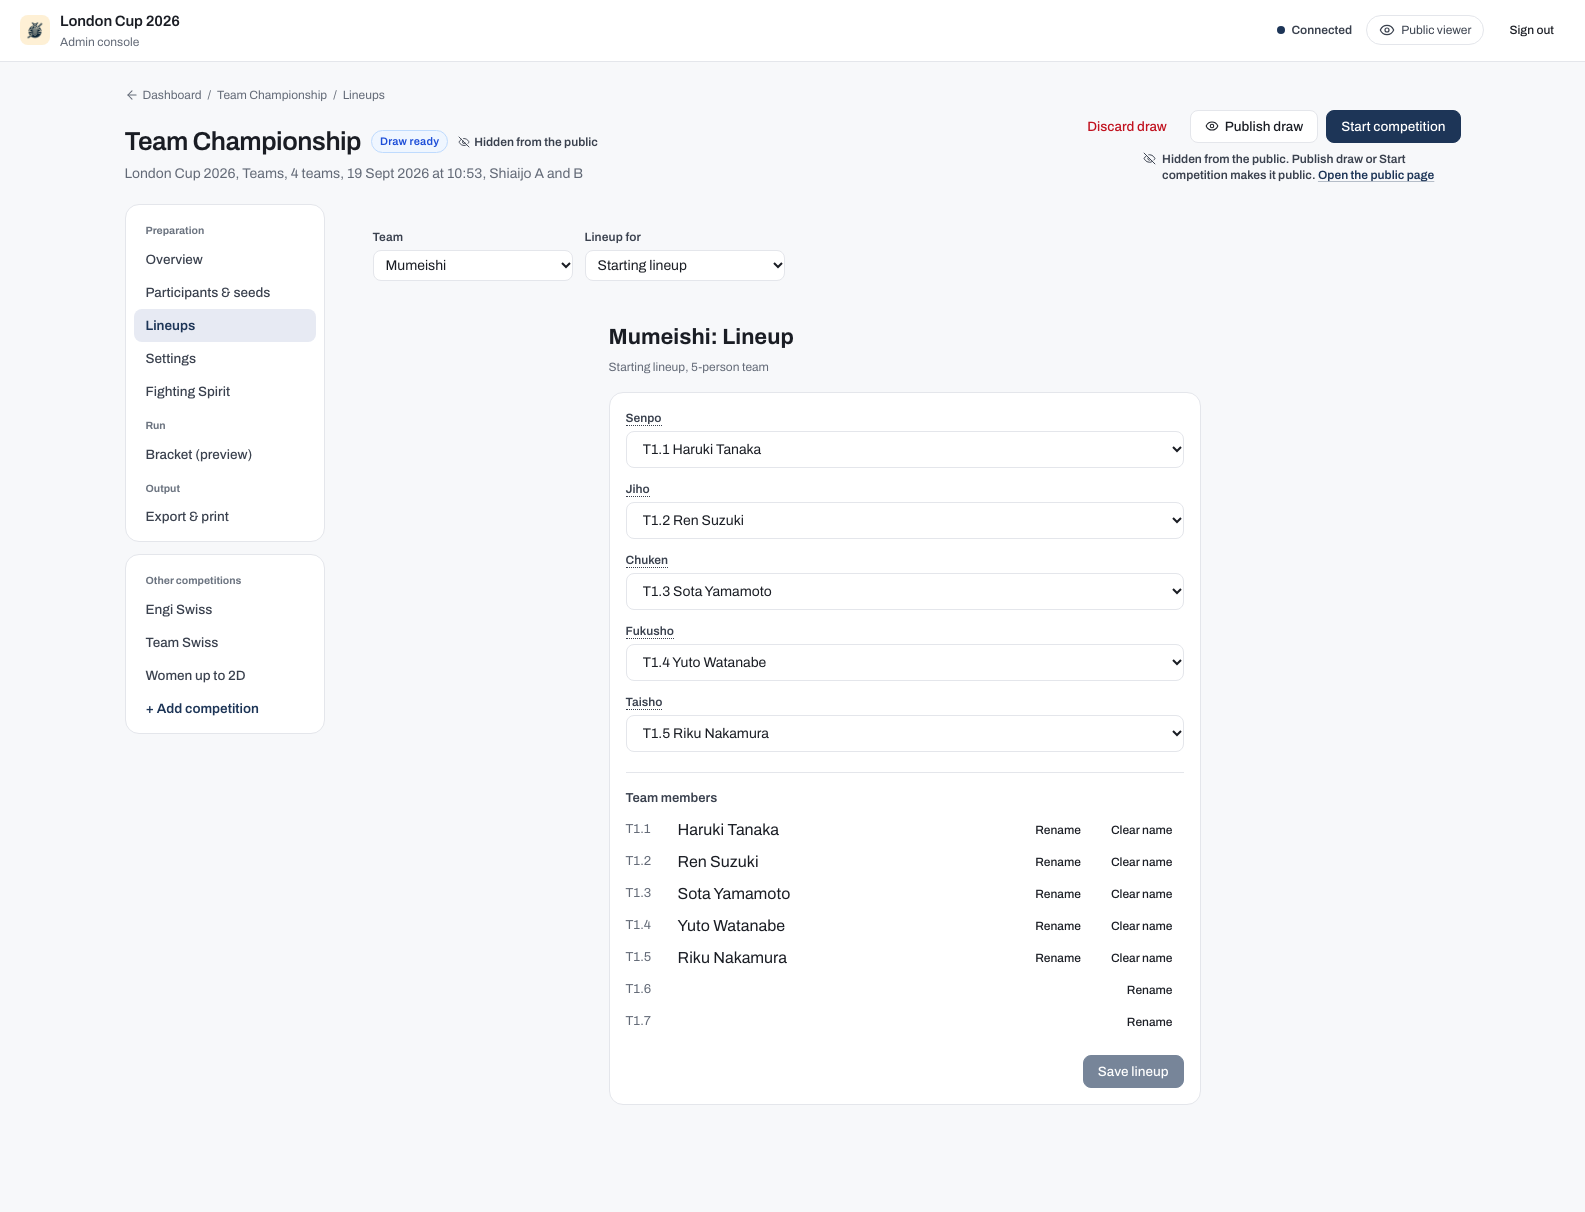 London Cup 2026
Admin console
Connected
Public viewer
Sign out
Dashboard / Team Championship / Lineups
Team Championship
Draw ready
Hidden from the public
Discard draw
Publish draw
Start competition
London Cup 2026, Teams, 4 teams, 19 Sept 2026 at 10:53, Shiaijo A and B
Hidden from the public. Publish draw or Start
competition makes it public. Open the public page
Preparation
Overview
Participants & seeds
Lineups
Settings
Fighting Spirit
Run
Bracket (preview)
Output
Export & print
Other competitions
Engi Swiss
Team Swiss
Women up to 2D
+ Add competition
Team
Mumeishi
Lineup for
Starting lineup
Mumeishi: Lineup
Starting lineup, 5-person team
Senpo
T1.1 Haruki Tanaka
Jiho
T1.2 Ren Suzuki
Chuken
T1.3 Sota Yamamoto
Fukusho
T1.4 Yuto Watanabe
Taisho
T1.5 Riku Nakamura
Team members
T1.1 Haruki Tanaka Rename Clear name
T1.2 Ren Suzuki Rename Clear name
T1.3 Sota Yamamoto Rename Clear name
T1.4 Yuto Watanabe Rename Clear name
T1.5 Riku Nakamura Rename Clear name
T1.6 Rename
T1.7 Rename
Save lineup